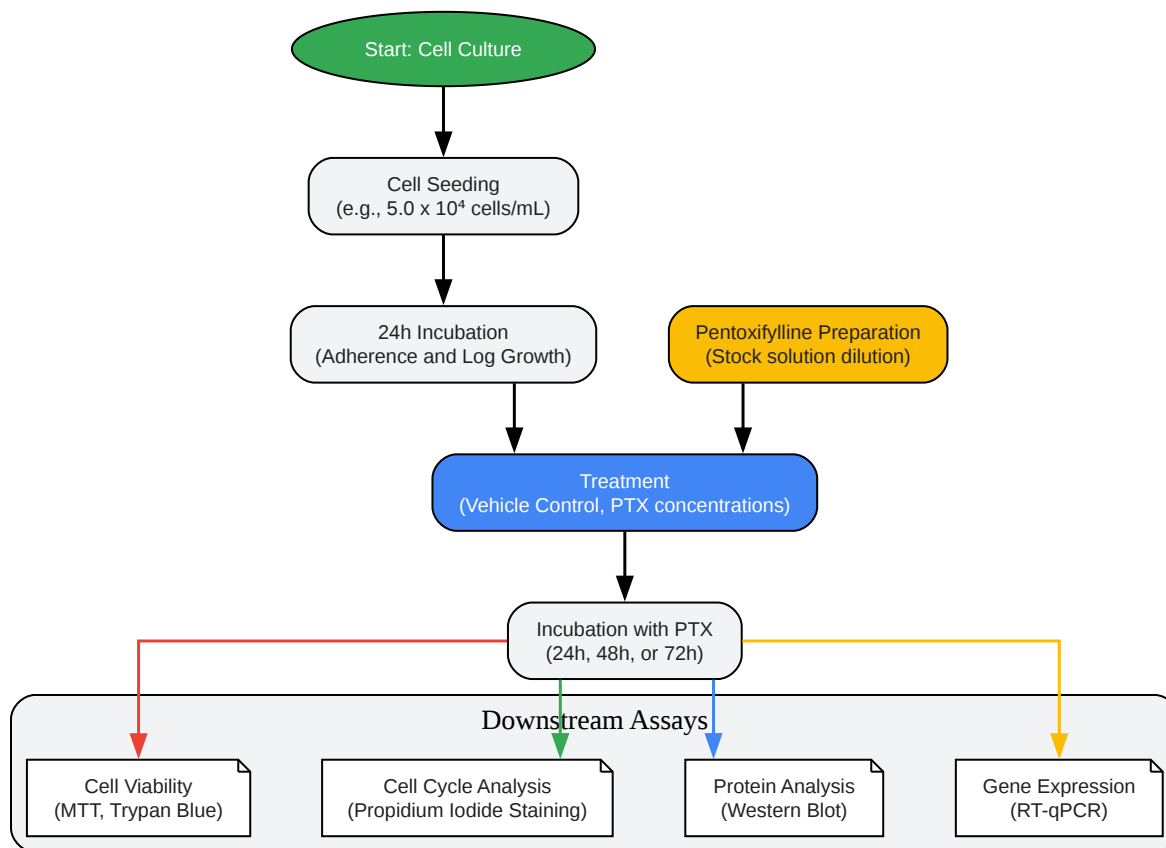 Start: Cell Culture
Cell Seeding
(e.g., 5.0 x 10⁴ cells/mL)
24h Incubation
(Adherence and Log Growth)
Pentoxifylline Preparation
(Stock solution dilution)
Treatment
(Vehicle Control, PTX concentrations)
Incubation with PTX
(24h, 48h, or 72h)
Downstream Assays
Cell Viability
(MTT, Trypan Blue)
Cell Cycle Analysis
(Propidium Iodide Staining)
Protein Analysis
(Western Blot)
Gene Expression
(RT-qPCR)